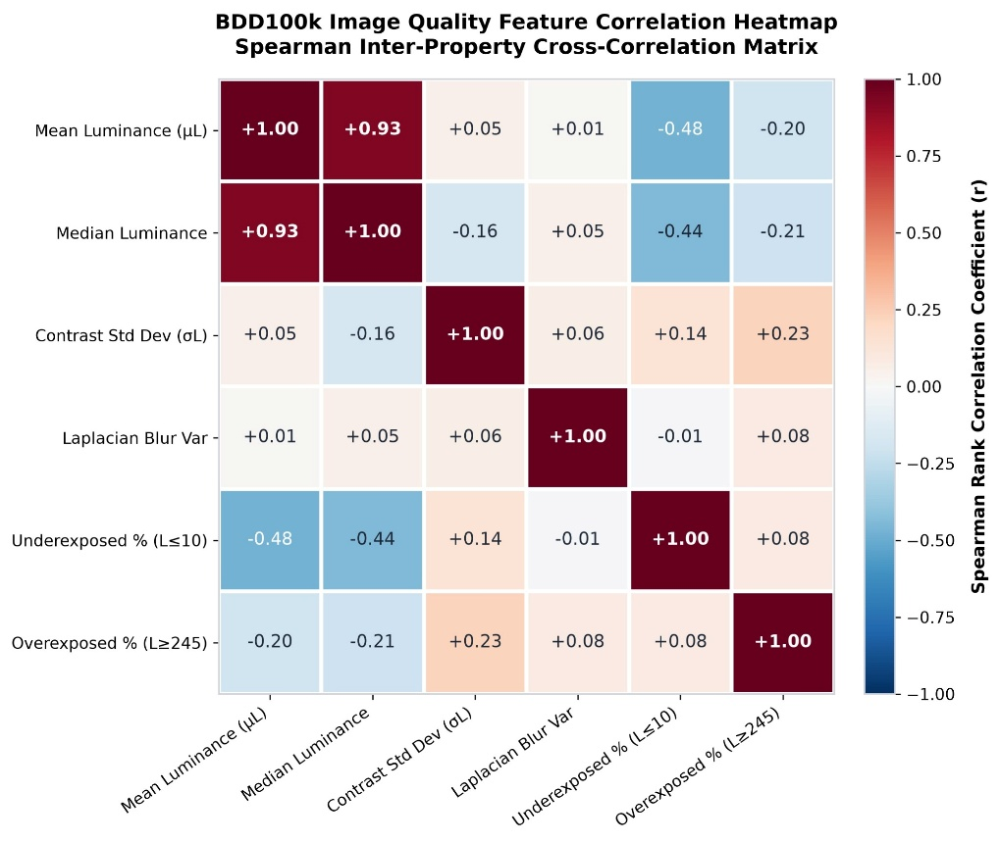 BDD100k Image Quality Feature Correlation Heatmap
Spearman Inter-Property Cross-Correlation Matrix
Mean Luminance (µL) +1.00 +0.93 +0.05 +0.01 -0.48 -0.20
Median Luminance +0.93 +1.00 -0.16 +0.05 -0.44 -0.21
Contrast Std Dev (σL) +0.05 -0.16 +1.00 +0.06 +0.14 +0.23
Laplacian Blur Var +0.01 +0.05 +0.06 +1.00 -0.01 +0.08
Underexposed % (L≤10) -0.48 -0.44 +0.14 -0.01 +1.00 +0.08
Overexposed % (L≥245) -0.20 -0.21 +0.23 +0.08 +0.08 +1.00
Mean Luminance (µL)
Median Luminance
Contrast Std Dev (σL)
Laplacian Blur Var
Underexposed % (L≤10)
Overexposed % (L≥245)
1.00
0.75
0.50
0.25
0.00
−0.25
−0.50
−0.75
−1.00
Spearman Rank Correlation Coefficient (r)